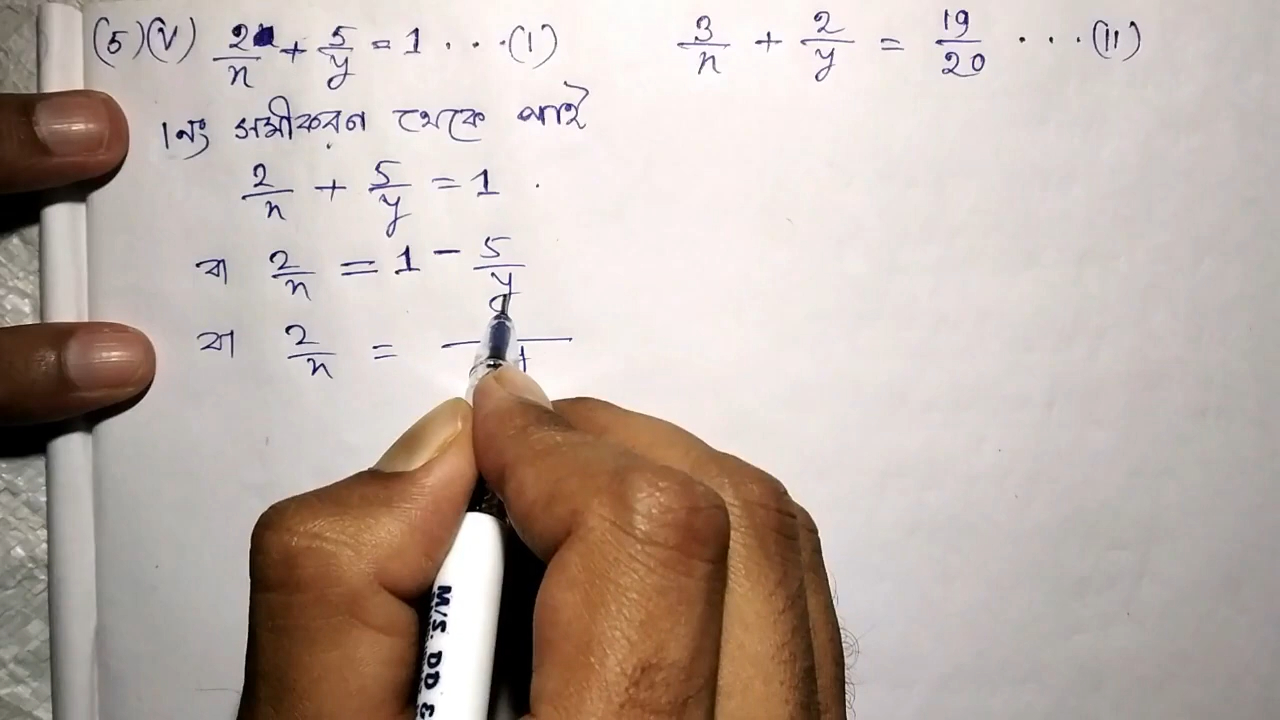 (5)(V) 2/x + 5/y = 1 ...(I) 3/x + 2/y = 19/20 ...(II)
1নং সমীকরণ থেকে পাই
2/x + 5/y = 1
বা 2/x = 1 - 5/y
বা 2/x =
M/S. DD &